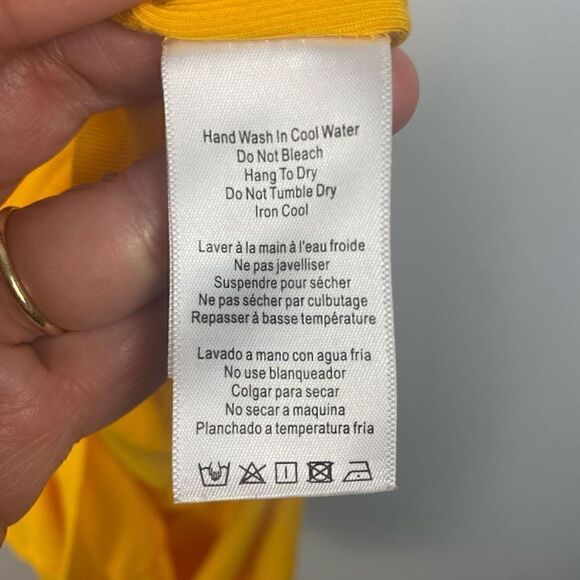 Hand Wash In Cool Water
Do Not Bleach
Hang To Dry
Do Not Tumble Dry
Iron Cool
Laver à la main à l'eau froide
Ne pas javelliser
Suspendre pour sécher
Ne pas sécher par culbutage
Repasser à basse température
Lavado a mano con agua fría
No use blanqueador
Colgar para secar
No secar a maquina
Planchado a temperatura fría